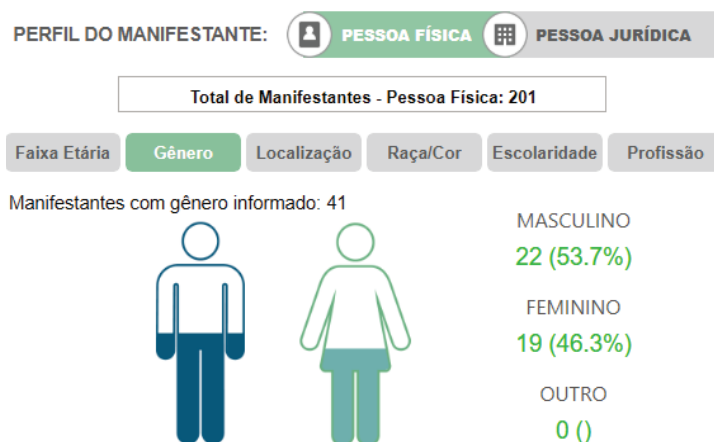 PERFIL DO MANIFESTANTE: PESSOA FÍSICA PESSOA JURÍDICA
Total de Manifestantes - Pessoa Física: 201
Faixa Etária Gênero Localização Raça/Cor Escolaridade Profissão
Manifestantes com gênero informado: 41
MASCULINO
22 (53.7%)
FEMININO
19 (46.3%)
OUTRO
0 ()